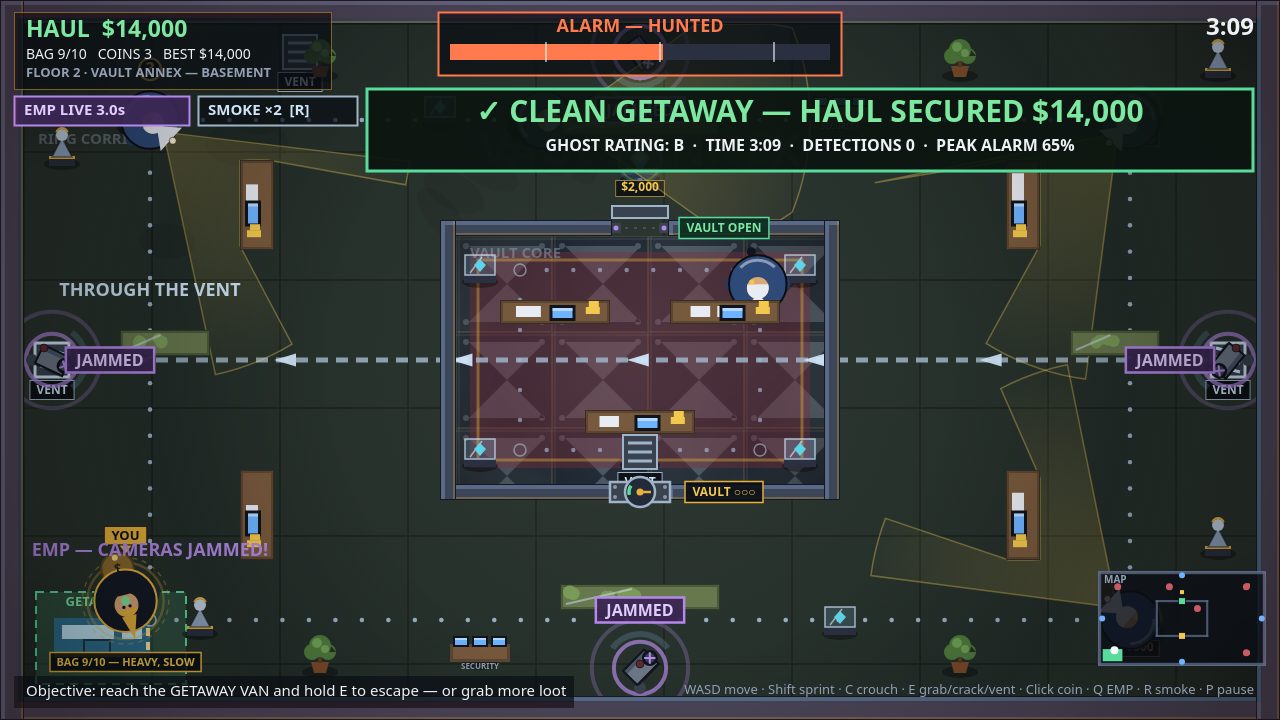 HAUL $14,000
BAG 9/10 COINS 3 BEST $14,000
FLOOR 2 · VAULT ANNEX — BASEMENT
ALARM — HUNTED
3:09
VENT
EMP LIVE 3.0s
SMOKE ×2 [R]
✓ CLEAN GETAWAY — HAUL SECURED $14,000
GHOST RATING: B · TIME 3:09 · DETECTIONS 0 · PEAK ALARM 65%
$2,000
VAULT OPEN
VAULT CORE
THROUGH THE VENT
JAMMED
VENT
JAMMED
VENT
VAULT ○○○
YOU
EMP — CAMERAS JAMMED!
$
BAG 9/10 — HEAVY, SLOW
JAMMED
SECURITY
MAP
Objective: reach the GETAWAY VAN and hold E to escape — or grab more loot
WASD move · Shift sprint · C crouch · E grab/crack/vent · Click coin · Q EMP · R smoke · P pause